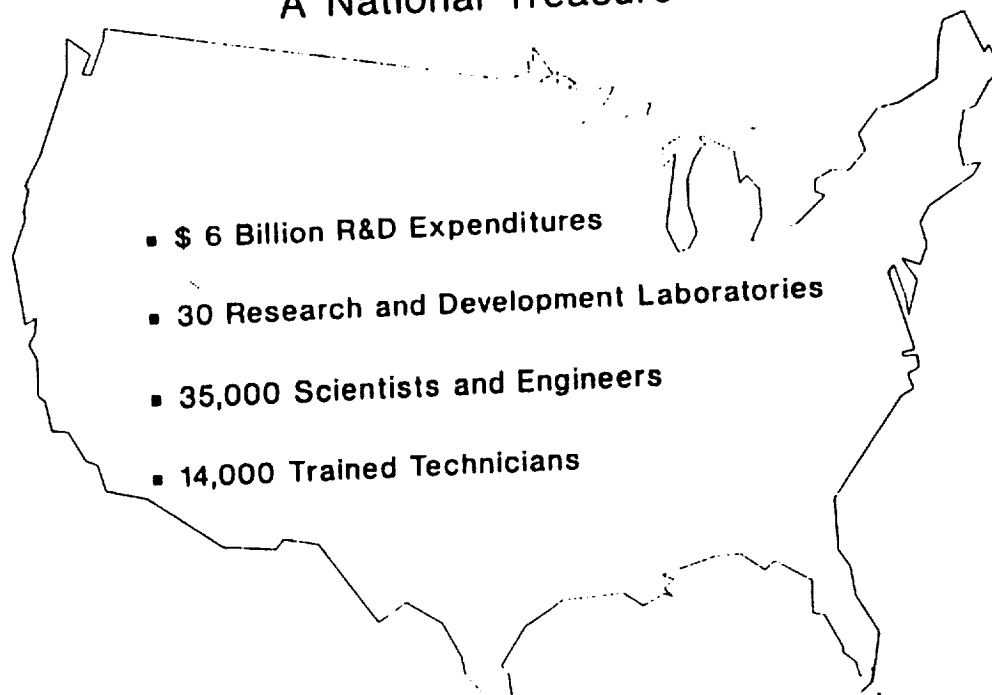 A National Treasure
▪ $ 6 Billion R&D Expenditures
▪ 30 Research and Development Laboratories
▪ 35,000 Scientists and Engineers
▪ 14,000 Trained Technicians